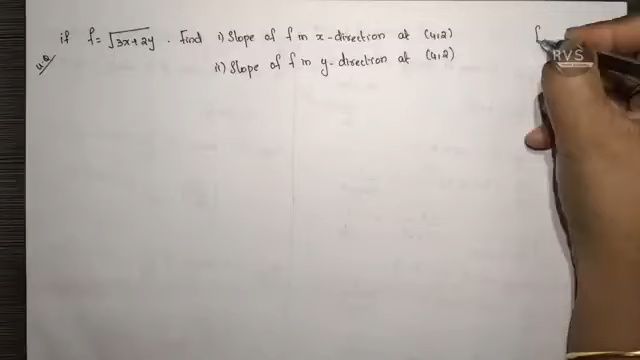 if f = √3x+2y . Find i) Slope of f in x-direction at (4,2)
ii) Slope of f in y-direction at (4,2)
U.Q
f
RVS